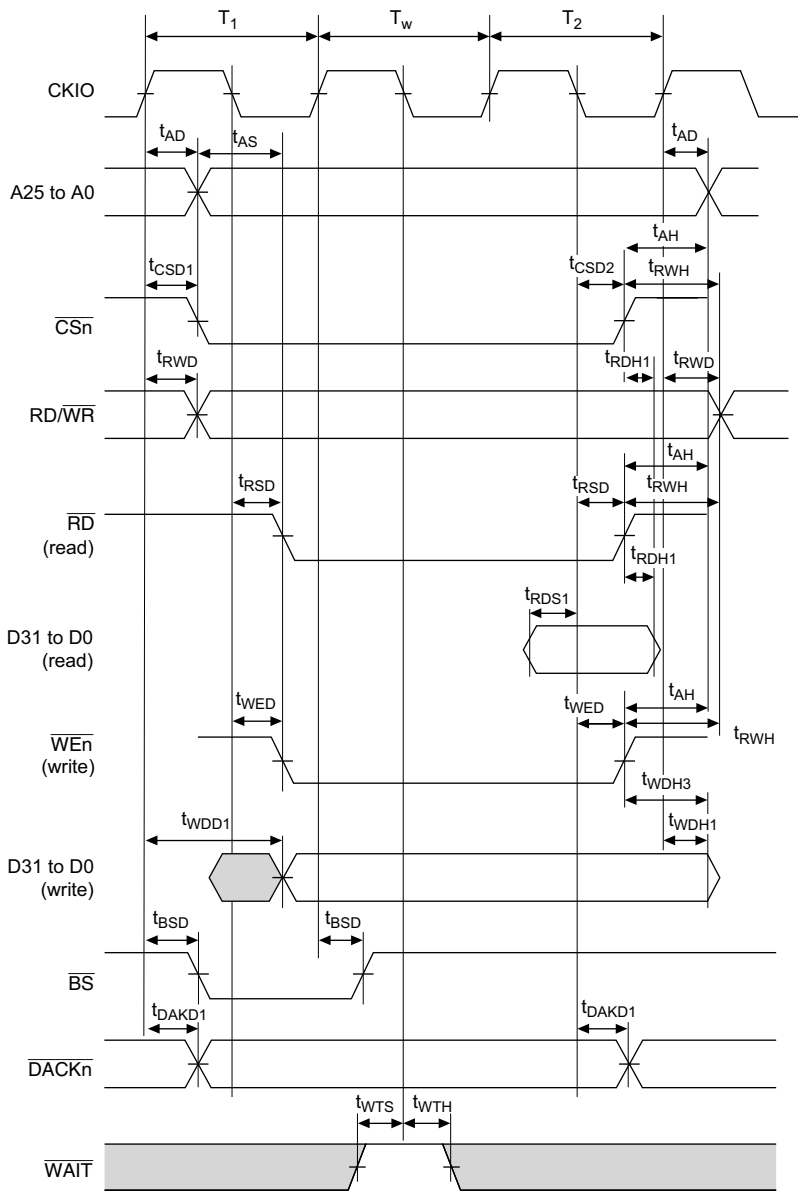 T1 Tw T2
CKIO
tAD tAS tAD
A25 to A0
tAH
tCSD1 tCSD2 tRWH
CSn
tRDH1
tRWD tRWD
RD/WR
tAH
tRSD tRSD tRWH
RD
(read)
tRDH1
tRDS1
D31 to D0
(read)
tAH
tWED tWED
tRWH
WEn
(write)
tWDH3
tWDD1 tWDH1
D31 to D0
(write)
tBSD tBSD
BS
tDAKD1 tDAKD1
DACKn
tWTS tWTH
WAIT